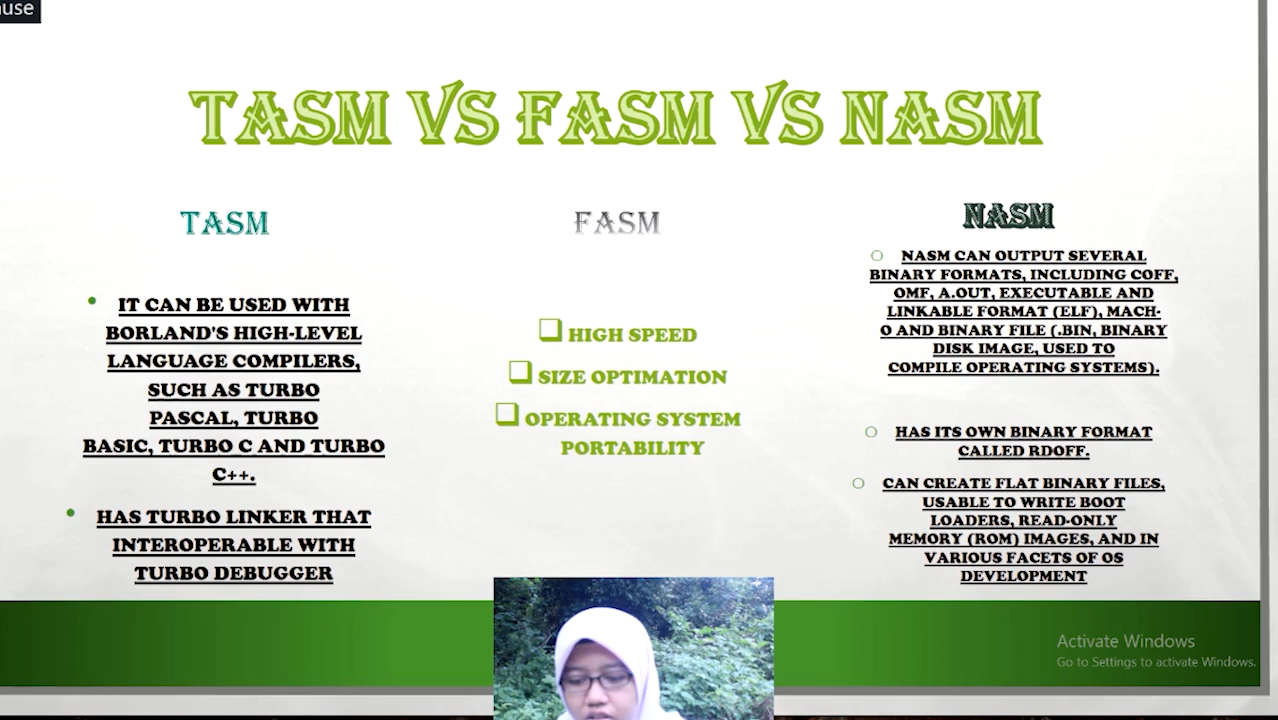 ause
TASM VS FASM VS NASM
TASM
• IT CAN BE USED WITH
BORLAND'S HIGH-LEVEL
LANGUAGE COMPILERS,
SUCH AS TURBO
PASCAL, TURBO
BASIC, TURBO C AND TURBO
C++.
• HAS TURBO LINKER THAT
INTEROPERABLE WITH
TURBO DEBUGGER
FASM
HIGH SPEED
SIZE OPTIMATION
OPERATING SYSTEM
PORTABILITY
NASM
NASM CAN OUTPUT SEVERAL
BINARY FORMATS, INCLUDING COFF,
OMF, A.OUT, EXECUTABLE AND
LINKABLE FORMAT (ELF), MACH-
O AND BINARY FILE (.BIN, BINARY
DISK IMAGE, USED TO
COMPILE OPERATING SYSTEMS).
HAS ITS OWN BINARY FORMAT
CALLED RDOFF.
CAN CREATE FLAT BINARY FILES,
USABLE TO WRITE BOOT
LOADERS, READ-ONLY
MEMORY (ROM) IMAGES, AND IN
VARIOUS FACETS OF OS
DEVELOPMENT
Activate Windows
Go to Settings to activate Windows.